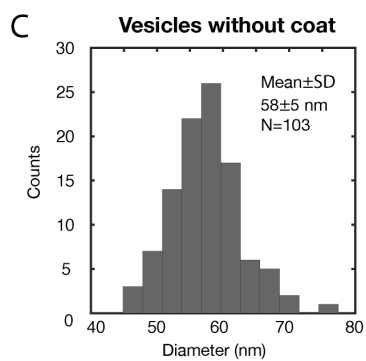 C
Vesicles without coat
30
25
20
15
10
5
0
Counts
Mean±SD
58±5 nm
N=103
40 50 60 70 80
Diameter (nm)